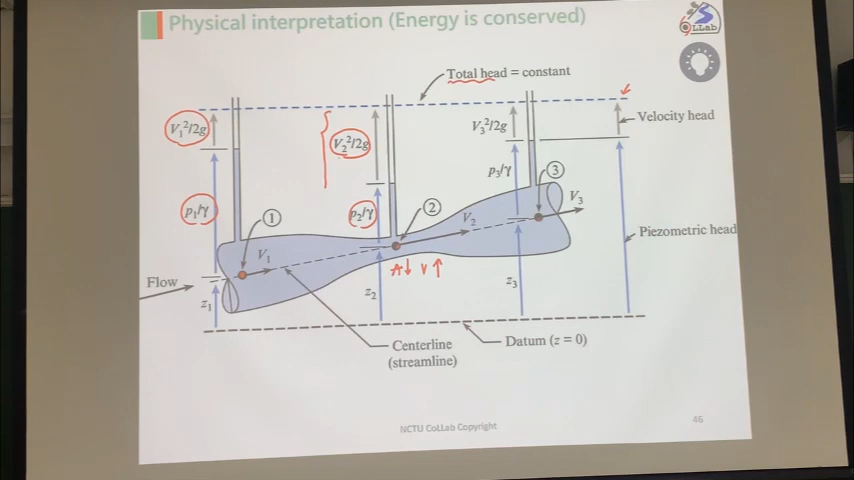 Physical interpretation (Energy is conserved)
CoLLab
Total head = constant
V₁²/2g
V₂²/2g
V₃²/2g
Velocity head
p₁/γ
p₂/γ
p₃/γ
①
②
③
V₁
V₂
V₃
Piezometric head
Flow
A↓ V↑
z₁
z₂
z₃
Centerline
(streamline)
Datum (z = 0)
NCTU CoLLab Copyright
46